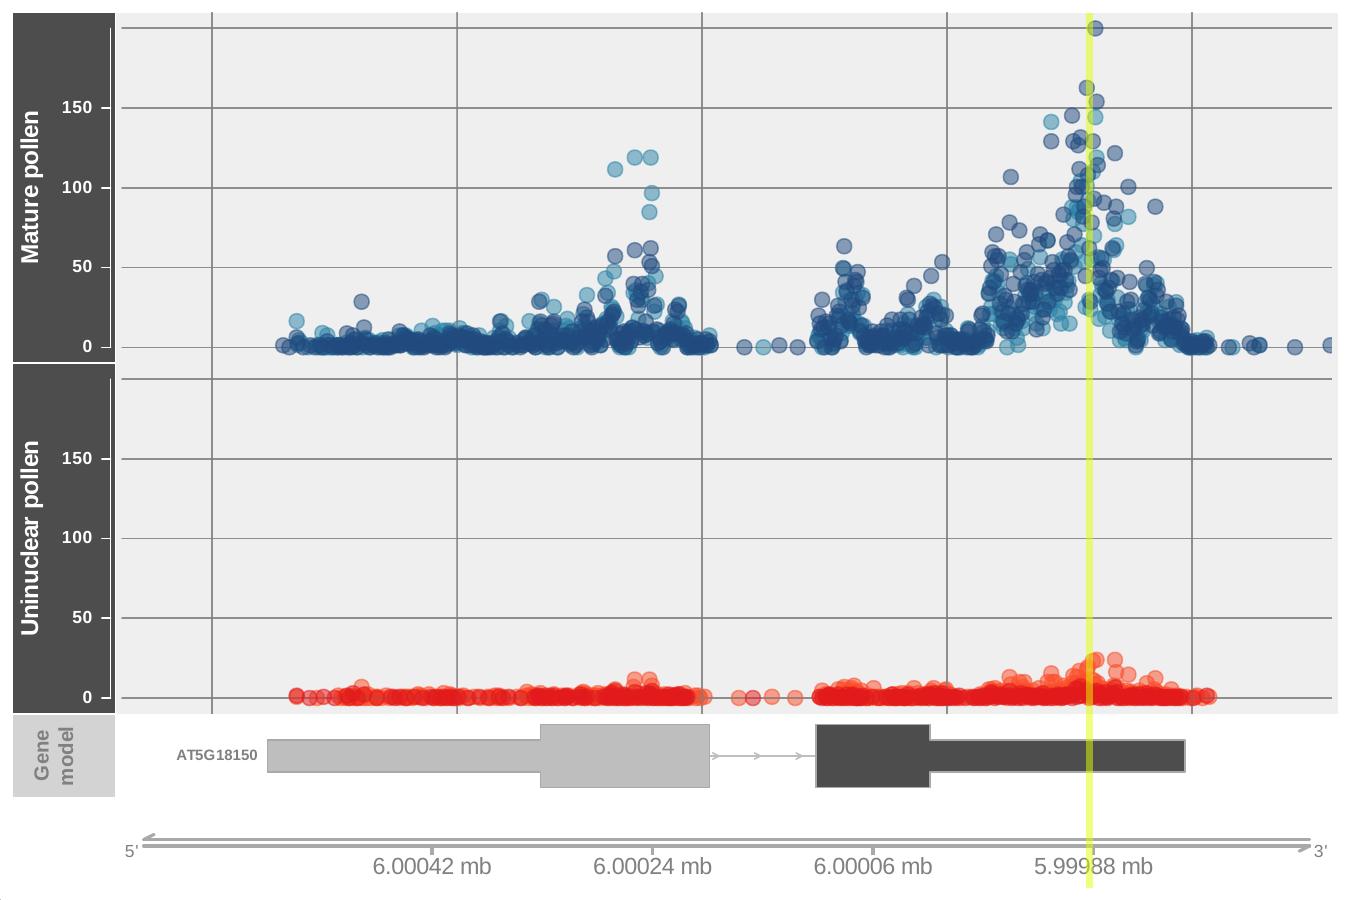 Mature pollen
150
100
50
0
Uninuclear pollen
150
100
50
0
Gene
model
AT5G18150
5'
3'
6.00042 mb
6.00024 mb
6.00006 mb
5.99988 mb